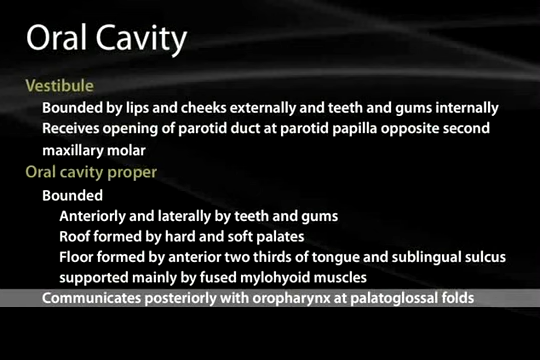 Oral Cavity
Vestibule
Bounded by lips and cheeks externally and teeth and gums internally
Receives opening of parotid duct at parotid papilla opposite second
maxillary molar
Oral cavity proper
Bounded
Anteriorly and laterally by teeth and gums
Roof formed by hard and soft palates
Floor formed by anterior two thirds of tongue and sublingual sulcus
supported mainly by fused mylohyoid muscles
Communicates posteriorly with oropharynx at palatoglossal folds